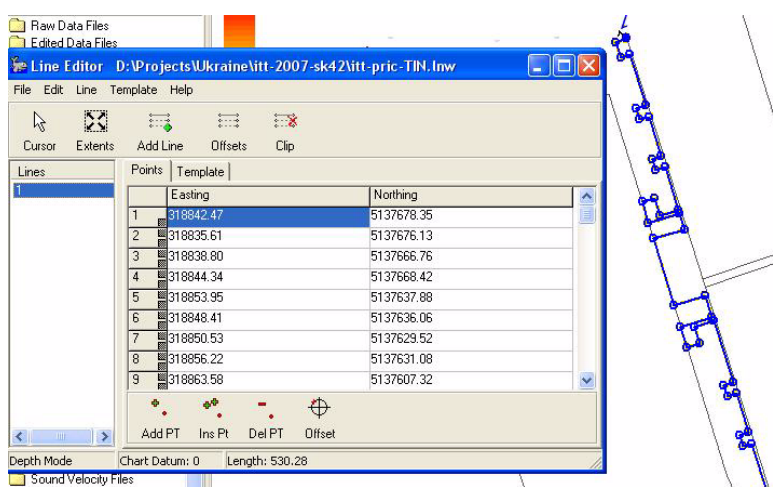 Raw Data Files
Edited Data Files
Line Editor D:\Projects\Ukraine\itt-2007-sk42\itt-pric-TIN.lnw
File Edit Line Template Help
Cursor Extents Add Line Offsets Clip
Lines Points Template
1
Easting Northing
1 318842.47 5137678.35
2 318835.61 5137676.13
3 318838.80 5137666.76
4 318844.34 5137668.42
5 318853.95 5137637.88
6 318848.41 5137636.06
7 318850.53 5137629.52
8 318856.22 5137631.08
9 318863.58 5137607.32
Add PT Ins Pt Del PT Offset
Depth Mode Chart Datum: 0 Length: 530.28
Sound Velocity Files